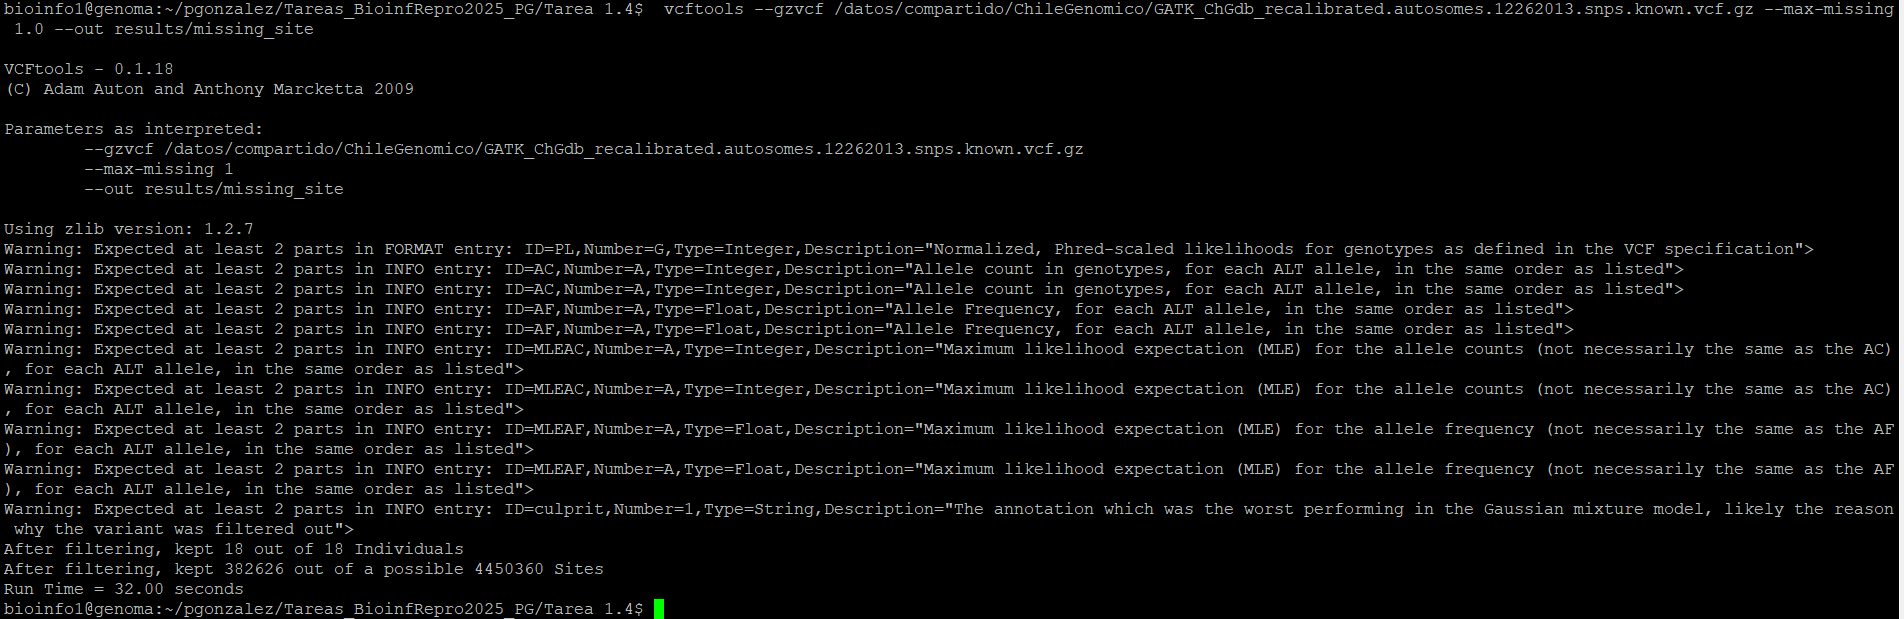 bioinfo1@genoma:~/pgonzalez/Tareas_BioinfRepro2025_PG/Tarea 1.4$  vcftools --gzvcf /datos/compartido/ChileGenomico/GATK_ChGdb_recalibrated.autosomes.12262013.snps.known.vcf.gz --max-missing
 1.0 --out results/missing_site
VCFtools - 0.1.18
(C) Adam Auton and Anthony Marcketta 2009
Parameters as interpreted:
        --gzvcf /datos/compartido/ChileGenomico/GATK_ChGdb_recalibrated.autosomes.12262013.snps.known.vcf.gz
        --max-missing 1
        --out results/missing_site
Using zlib version: 1.2.7
Warning: Expected at least 2 parts in FORMAT entry: ID=PL,Number=G,Type=Integer,Description="Normalized, Phred-scaled likelihoods for genotypes as defined in the VCF specification">
Warning: Expected at least 2 parts in INFO entry: ID=AC,Number=A,Type=Integer,Description="Allele count in genotypes, for each ALT allele, in the same order as listed">
Warning: Expected at least 2 parts in INFO entry: ID=AC,Number=A,Type=Integer,Description="Allele count in genotypes, for each ALT allele, in the same order as listed">
Warning: Expected at least 2 parts in INFO entry: ID=AF,Number=A,Type=Float,Description="Allele Frequency, for each ALT allele, in the same order as listed">
Warning: Expected at least 2 parts in INFO entry: ID=AF,Number=A,Type=Float,Description="Allele Frequency, for each ALT allele, in the same order as listed">
Warning: Expected at least 2 parts in INFO entry: ID=MLEAC,Number=A,Type=Integer,Description="Maximum likelihood expectation (MLE) for the allele counts (not necessarily the same as the AC)
, for each ALT allele, in the same order as listed">
Warning: Expected at least 2 parts in INFO entry: ID=MLEAC,Number=A,Type=Integer,Description="Maximum likelihood expectation (MLE) for the allele counts (not necessarily the same as the AC)
, for each ALT allele, in the same order as listed">
Warning: Expected at least 2 parts in INFO entry: ID=MLEAF,Number=A,Type=Float,Description="Maximum likelihood expectation (MLE) for the allele frequency (not necessarily the same as the AF
), for each ALT allele, in the same order as listed">
Warning: Expected at least 2 parts in INFO entry: ID=MLEAF,Number=A,Type=Float,Description="Maximum likelihood expectation (MLE) for the allele frequency (not necessarily the same as the AF
), for each ALT allele, in the same order as listed">
Warning: Expected at least 2 parts in INFO entry: ID=culprit,Number=1,Type=String,Description="The annotation which was the worst performing in the Gaussian mixture model, likely the reason
 why the variant was filtered out">
After filtering, kept 18 out of 18 Individuals
After filtering, kept 382626 out of a possible 4450360 Sites
Run Time = 32.00 seconds
bioinfo1@genoma:~/pgonzalez/Tareas_BioinfRepro2025_PG/Tarea 1.4$